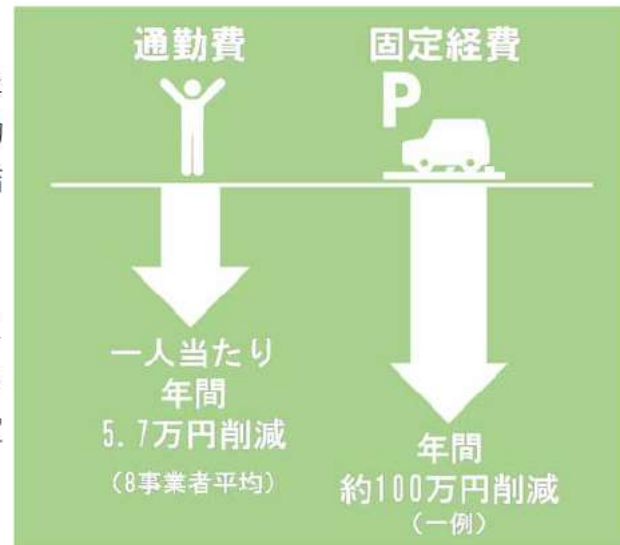 通勤費
固定経費
P
一人当たり
年間
5.7万円削減
(8事業者平均)
年間
約100万円削減
(一例)